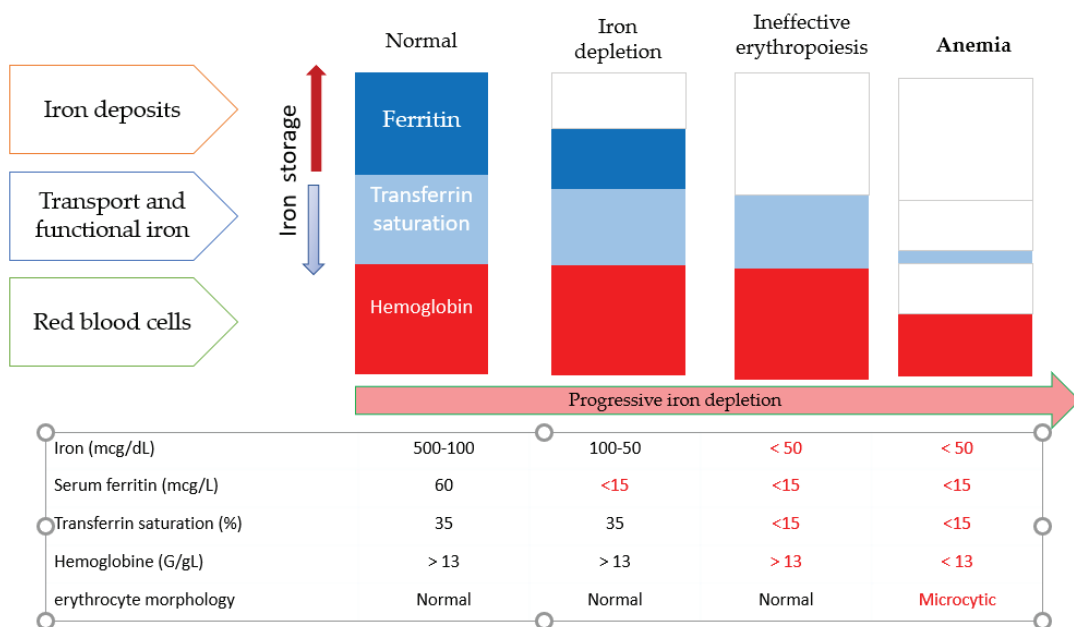 Normal
Iron
depletion
Ineffective
erythropoiesis
Anemia
Iron deposits
Transport and
functional iron
Red blood cells
Iron storage
Ferritin
Transferrin
saturation
Hemoglobin
Progressive iron depletion
Iron (mcg/dL) 500-100 100-50 < 50 < 50
Serum ferritin (mcg/L) 60 <15 <15 <15
Transferrin saturation (%) 35 35 <15 <15
Hemoglobine (G/gL) > 13 > 13 > 13 < 13
erythrocyte morphology Normal Normal Normal Microcytic